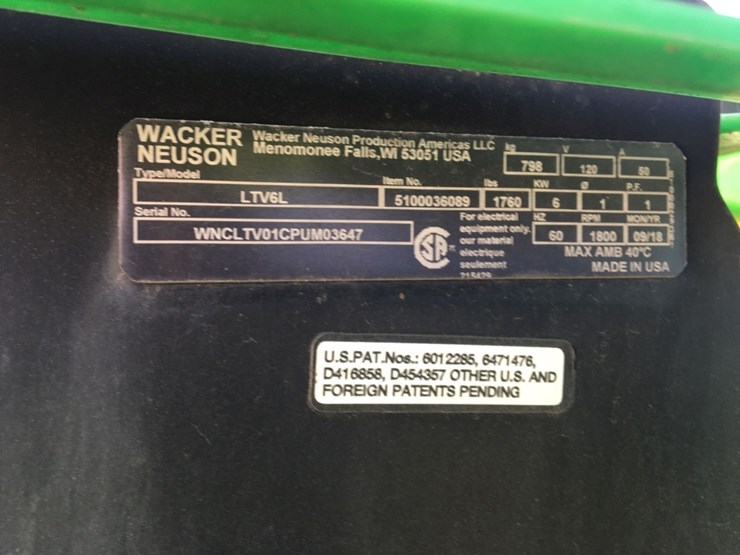 WACKER NEUSON
Wacker Neuson Production Americas LLC
Menomonee Falls, WI 53051 USA
kg V A
798 120 50
Type/Model Item No. lbs KW Ø P.F.
LTV6L 5100036089 1760 6 1 1
Serial No. HZ RPM MON/YR
WNCLTV01CPUM03647 60 1800 09/18
For electrical
equipment only.
our material
electrique
seulement
215429
MAX AMB 40°C
MADE IN USA
U.S.PAT.Nos.: 6012285, 6471476,
D416858, D454357 OTHER U.S. AND
FOREIGN PATENTS PENDING